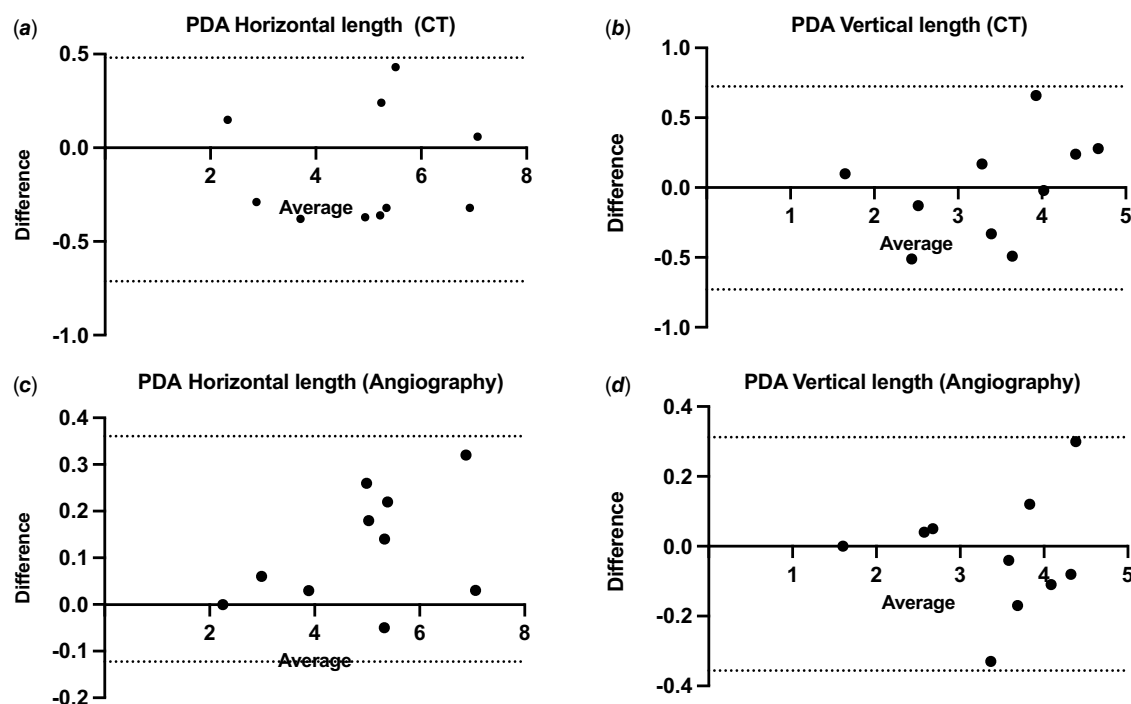 (a)
PDA Horizontal length (CT)
0.5
0.0
-0.5
-1.0
Difference
2 4 6 8
Average
(b)
PDA Vertical length (CT)
1.0
0.5
0.0
-0.5
-1.0
Difference
1 2 3 4 5
Average
(c)
PDA Horizontal length (Angiography)
0.4
0.3
0.2
0.1
0.0
-0.1
-0.2
Difference
2 4 6 8
Average
(d)
PDA Vertical length (Angiography)
0.4
0.2
0.0
-0.2
-0.4
Difference
1 2 3 4 5
Average